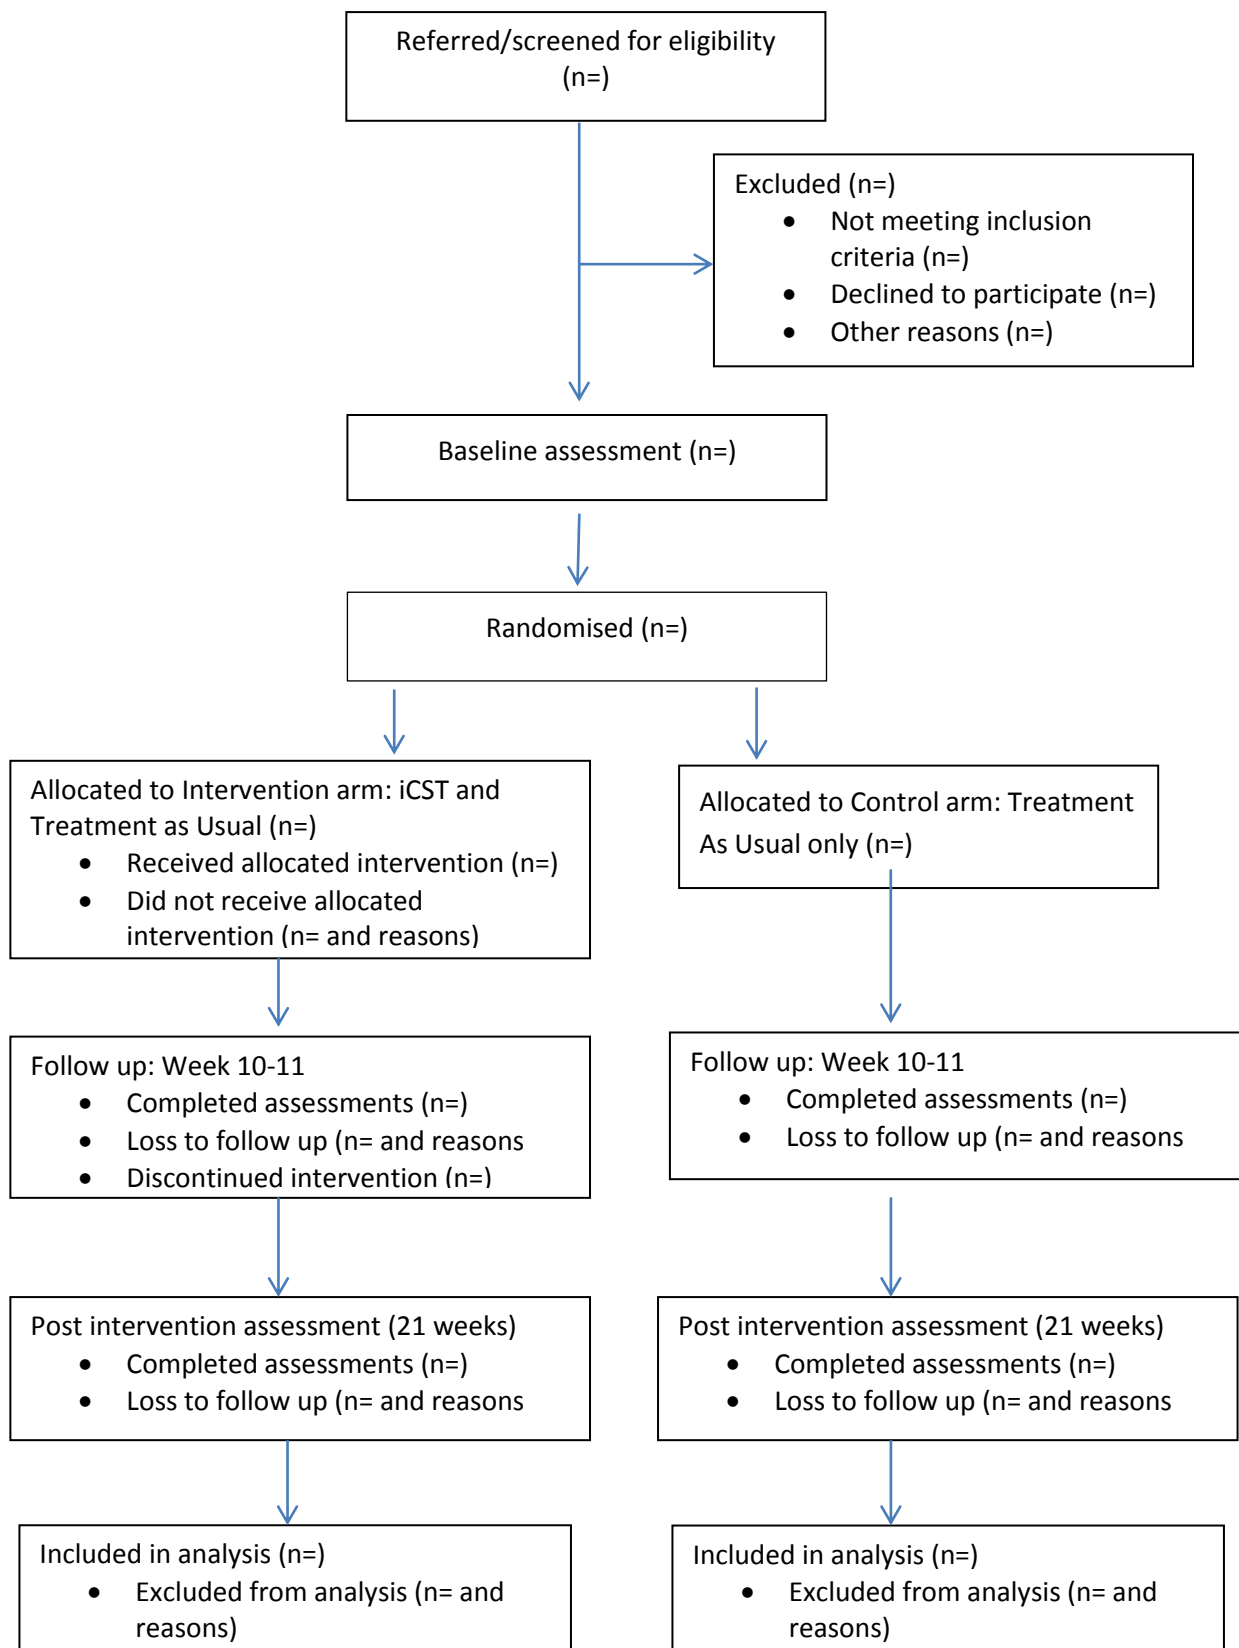 Referred/screened for eligibility
(n=)
Excluded (n=)
• Not meeting inclusion
criteria (n=)
• Declined to participate (n=)
• Other reasons (n=)
Baseline assessment (n=)
Randomised (n=)
Allocated to Intervention arm: iCST and
Treatment as Usual (n=)
• Received allocated intervention (n=)
• Did not receive allocated
intervention (n= and reasons)
Allocated to Control arm: Treatment
As Usual only (n=)
Follow up: Week 10-11
• Completed assessments (n=)
• Loss to follow up (n= and reasons
• Discontinued intervention (n=)
Follow up: Week 10-11
• Completed assessments (n=)
• Loss to follow up (n= and reasons
Post intervention assessment (21 weeks)
• Completed assessments (n=)
• Loss to follow up (n= and reasons
Post intervention assessment (21 weeks)
• Completed assessments (n=)
• Loss to follow up (n= and reasons
Included in analysis (n=)
• Excluded from analysis (n= and
reasons)
Included in analysis (n=)
• Excluded from analysis (n= and
reasons)